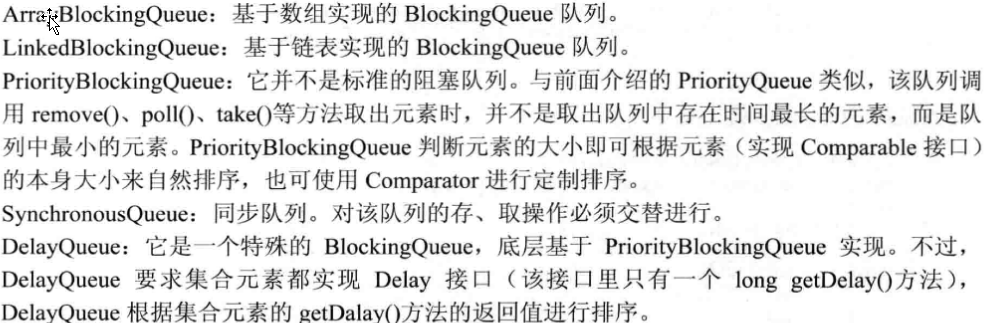 ArrayBlockingQueue：基于数组实现的 BlockingQueue 队列。
LinkedBlockingQueue：基于链表实现的 BlockingQueue 队列。
PriorityBlockingQueue：它并不是标准的阻塞队列。与前面介绍的 PriorityQueue 类似，该队列调
用 remove()、poll()、take()等方法取出元素时，并不是取出队列中存在时间最长的元素，而是队
列中最小的元素。PriorityBlockingQueue 判断元素的大小即可根据元素（实现 Comparable 接口）
的本身大小来自然排序，也可使用 Comparator 进行定制排序。
SynchronousQueue：同步队列。对该队列的存、取操作必须交替进行。
DelayQueue：它是一个特殊的 BlockingQueue，底层基于 PriorityBlockingQueue 实现。不过，
DelayQueue 要求集合元素都实现 Delay 接口（该接口里只有一个 long getDelay()方法），
DelayQueue 根据集合元素的 getDalay()方法的返回值进行排序。